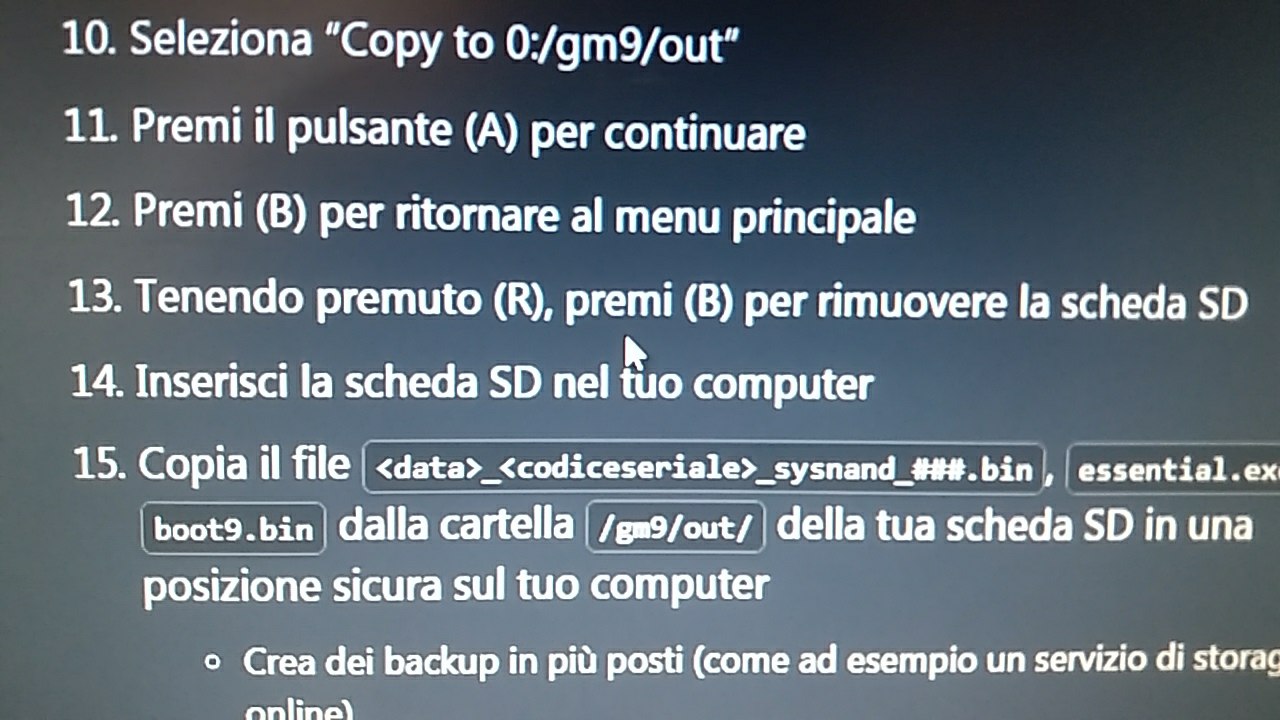 10. Seleziona "Copy to 0:/gm9/out"
11. Premi il pulsante (A) per continuare
12. Premi (B) per ritornare al menu principale
13. Tenendo premuto (R), premi (B) per rimuovere la scheda SD
14. Inserisci la scheda SD nel tuo computer
15. Copia il file <data>_<codiceseriale>_sysnand_###.bin, essential.ex
boot9.bin dalla cartella /gm9/out/ della tua scheda SD in una
posizione sicura sul tuo computer
Crea dei backup in più posti (come ad esempio un servizio di storag
online)